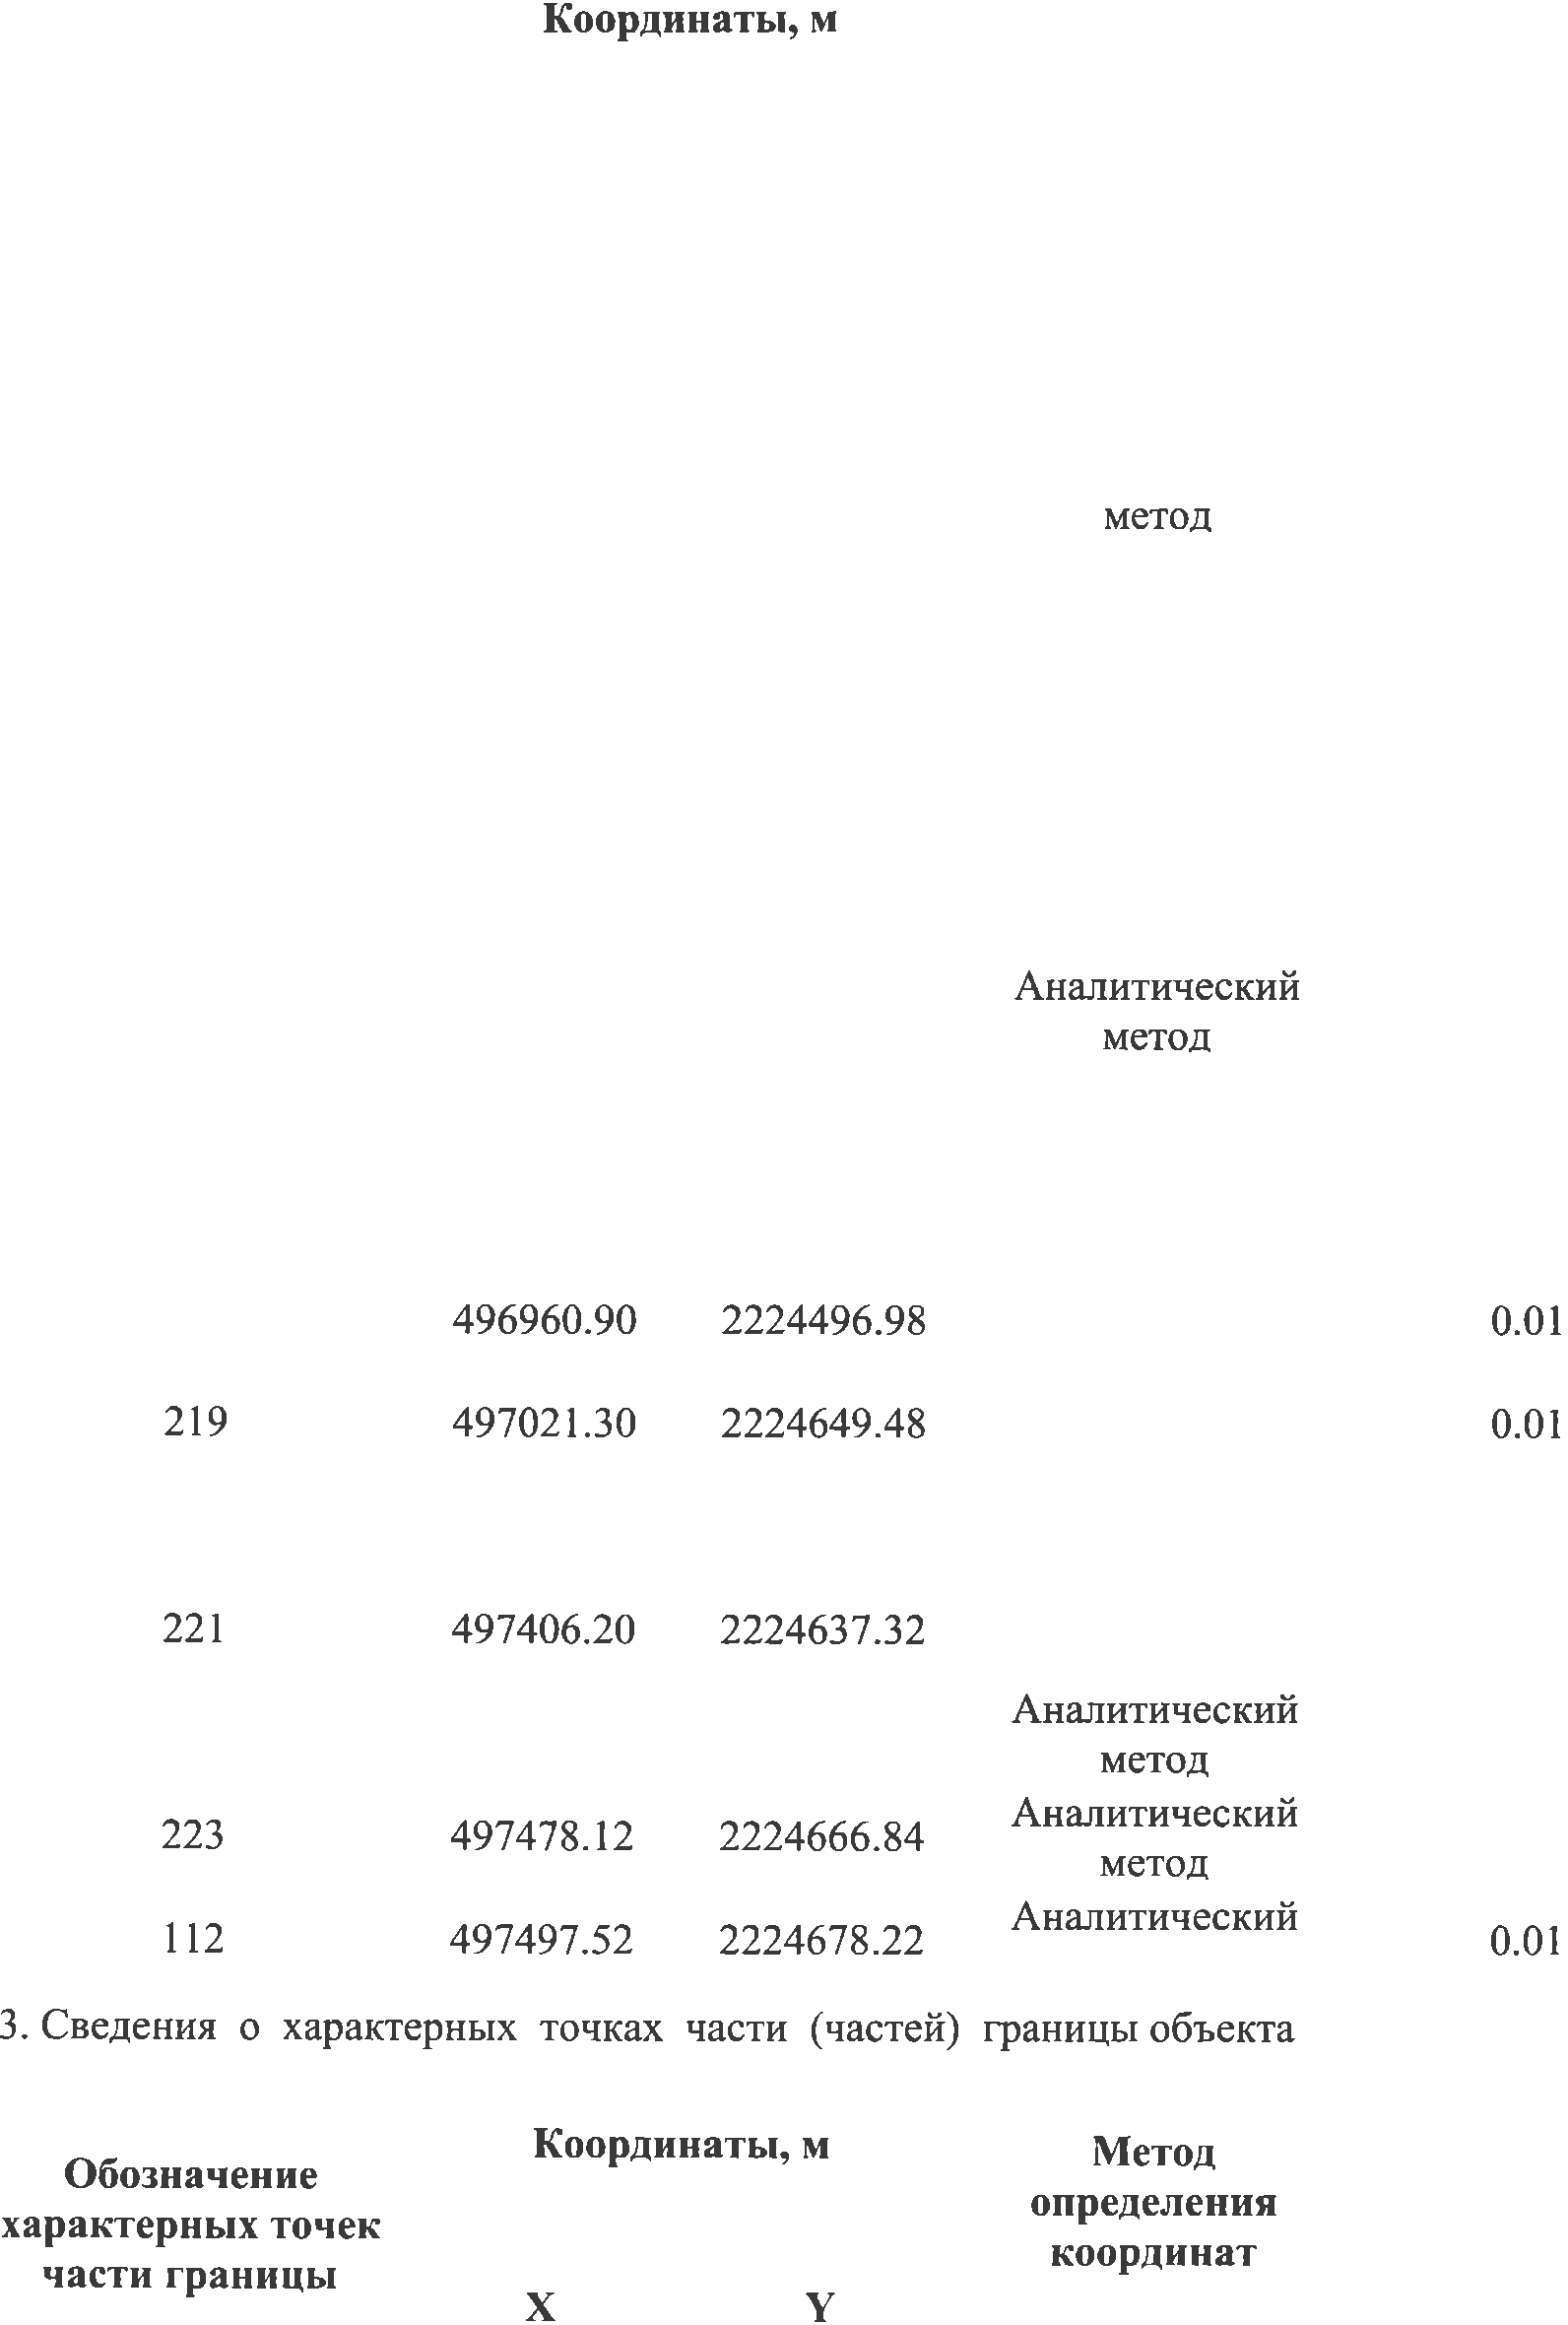 Координаты, м
метод
Аналитический
метод
496960.90 2224496.98 0.01
219 497021.30 2224649.48 0.01
221 497406.20 2224637.32
Аналитический
метод
223 497478.12 2224666.84 Аналитический
метод
112 497497.52 2224678.22 Аналитический 0.01
3. Сведения о характерных точках части (частей) границы объекта
Обозначение
характерных точек
части границы
Координаты, м
X Y
Метод
определения
координат